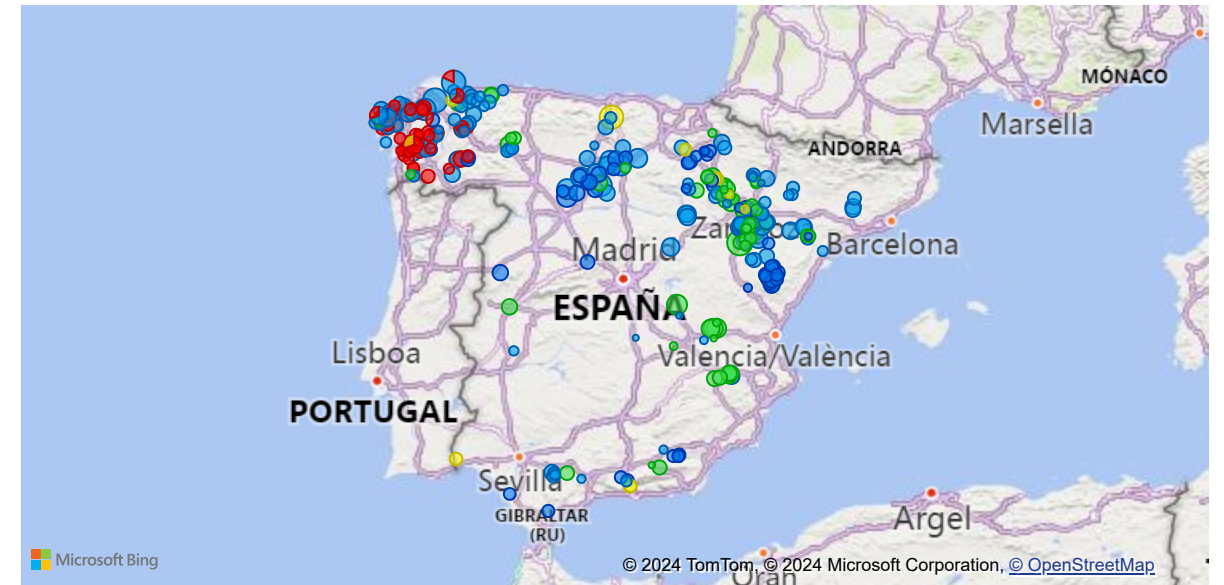 MÓNACO
Marsella
ANDORRA
Barcelona
Madrid
ESPAÑA
Lisboa
Valencia/València
PORTUGAL
Sevilla
GIBRALTAR
(RU)
Argel
Microsoft Bing
© 2024 TomTom, © 2024 Microsoft Corporation, © OpenStreetMap
Orán